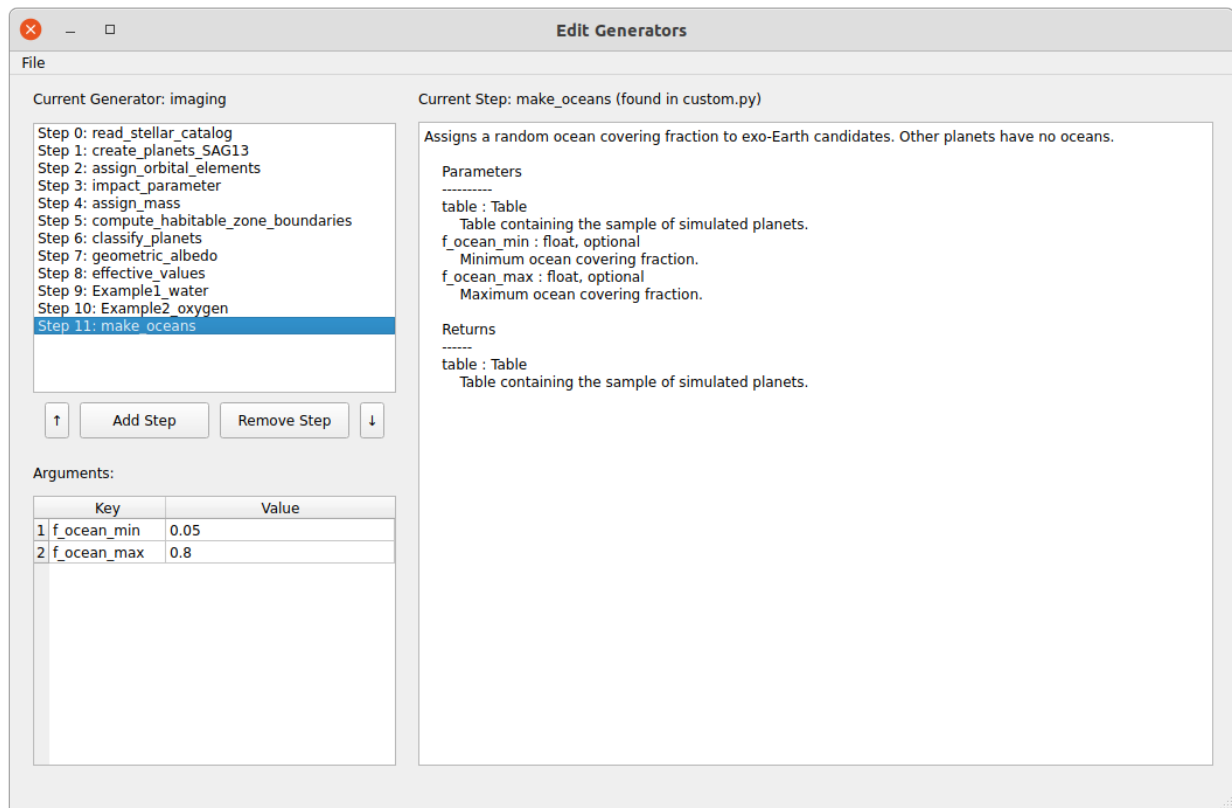 Edit Generators
File
Current Generator: imaging
Step 0: read_stellar_catalog
Step 1: create_planets_SAG13
Step 2: assign_orbital_elements
Step 3: impact_parameter
Step 4: assign_mass
Step 5: compute_habitable_zone_boundaries
Step 6: classify_planets
Step 7: geometric_albedo
Step 8: effective_values
Step 9: Example1_water
Step 10: Example2_oxygen
Step 11: make_oceans
↑ Add Step Remove Step ↓
Arguments:
Key Value
1 f_ocean_min 0.05
2 f_ocean_max 0.8
Current Step: make_oceans (found in custom.py)
Assigns a random ocean covering fraction to exo-Earth candidates. Other planets have no oceans.
Parameters
----------
table : Table
Table containing the sample of simulated planets.
f_ocean_min : float, optional
Minimum ocean covering fraction.
f_ocean_max : float, optional
Maximum ocean covering fraction.
Returns
------
table : Table
Table containing the sample of simulated planets.